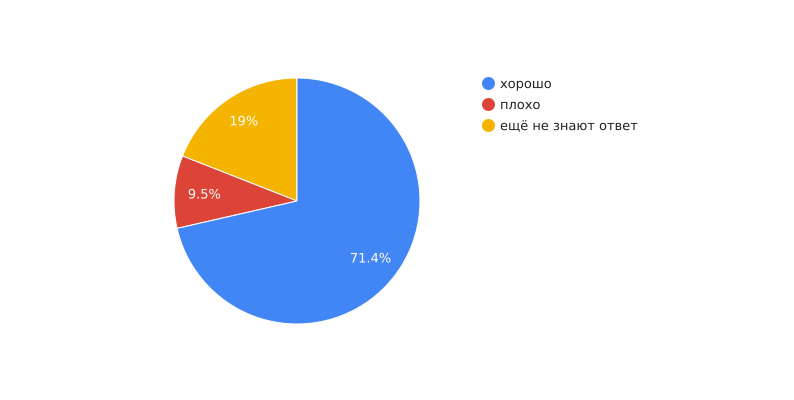 хорошо
плохо
ещё не знают ответ
19%
9.5%
71.4%